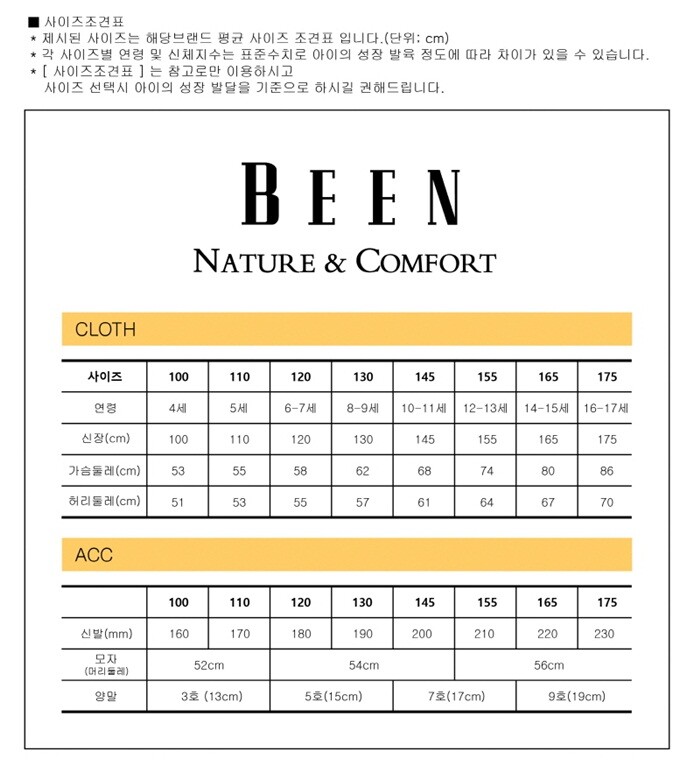 ■ 사이즈조견표
* 제시된 사이즈는 해당브랜드 평균 사이즈 조견표 입니다.(단위: cm)
* 각 사이즈별 연령 및 신체지수는 표준수치로 아이의 성장 발육 정도에 따라 차이가 있을 수 있습니다.
* [ 사이즈조견표 ] 는 참고로만 이용하시고
사이즈 선택시 아이의 성장 발달을 기준으로 하시길 권해드립니다.
BEEN
NATURE & COMFORT
CLOTH
사이즈 100 110 120 130 145 155 165 175
연령 4세 5세 6-7세 8-9세 10-11세 12-13세 14-15세 16-17세
신장(cm) 100 110 120 130 145 155 165 175
가슴둘레(cm) 53 55 58 62 68 74 80 86
허리둘레(cm) 51 53 55 57 61 64 67 70
ACC
100 110 120 130 145 155 165 175
신발(mm) 160 170 180 190 200 210 220 230
모자
(머리둘레) 52cm 54cm 56cm
양말 3호 (13cm) 5호(15cm) 7호(17cm) 9호(19cm)